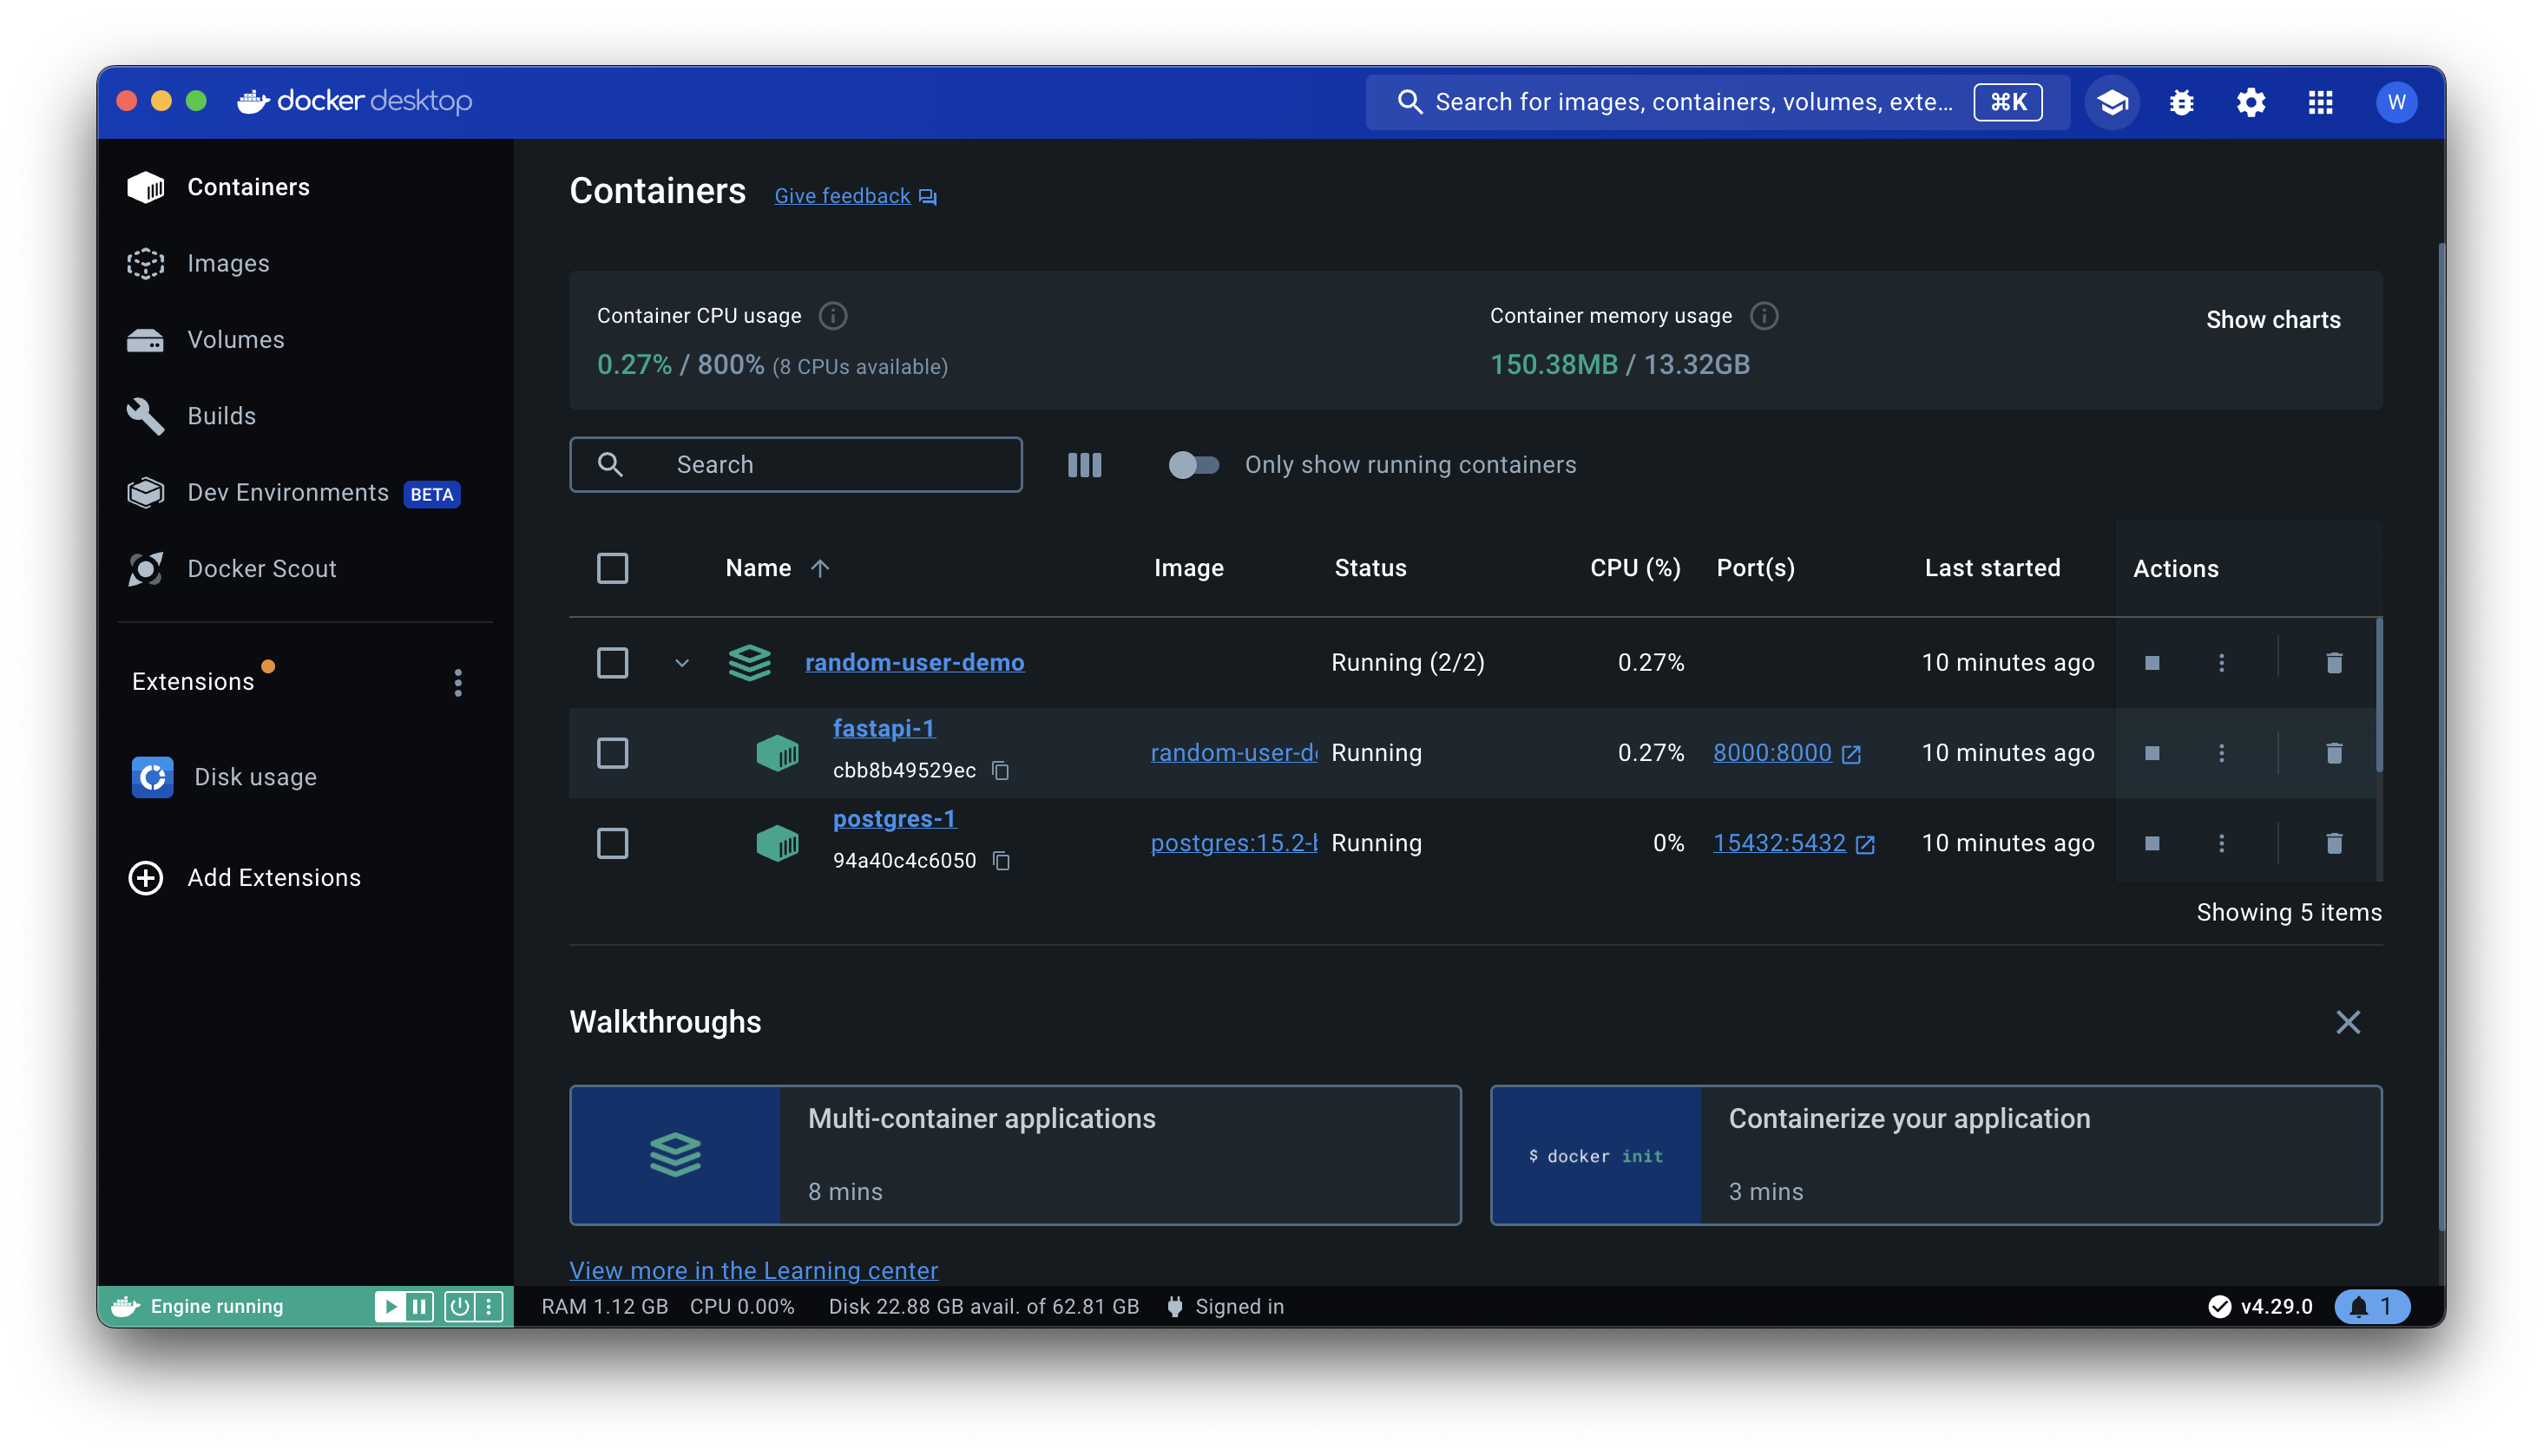 docker desktop
Search for images, containers, volumes, exte... ⌘K
W
Containers
Images
Volumes
Builds
Dev Environments BETA
Docker Scout
Extensions
Disk usage
Add Extensions
Containers Give feedback
Container CPU usage
0.27% / 800% (8 CPUs available)
Container memory usage
150.38MB / 13.32GB
Show charts
Search
Only show running containers
Name Image Status CPU (%) Port(s) Last started Actions
random-user-demo Running (2/2) 0.27% 10 minutes ago
fastapi-1
cbb8b49529ec
random-user-d Running 0.27% 8000:8000 10 minutes ago
postgres-1
94a40c4c6050
postgres:15.2- Running 0% 15432:5432 10 minutes ago
Showing 5 items
Walkthroughs
Multi-container applications
8 mins
$ docker init
Containerize your application
3 mins
View more in the Learning center
Engine running
RAM 1.12 GB CPU 0.00% Disk 22.88 GB avail. of 62.81 GB Signed in
v4.29.0 1